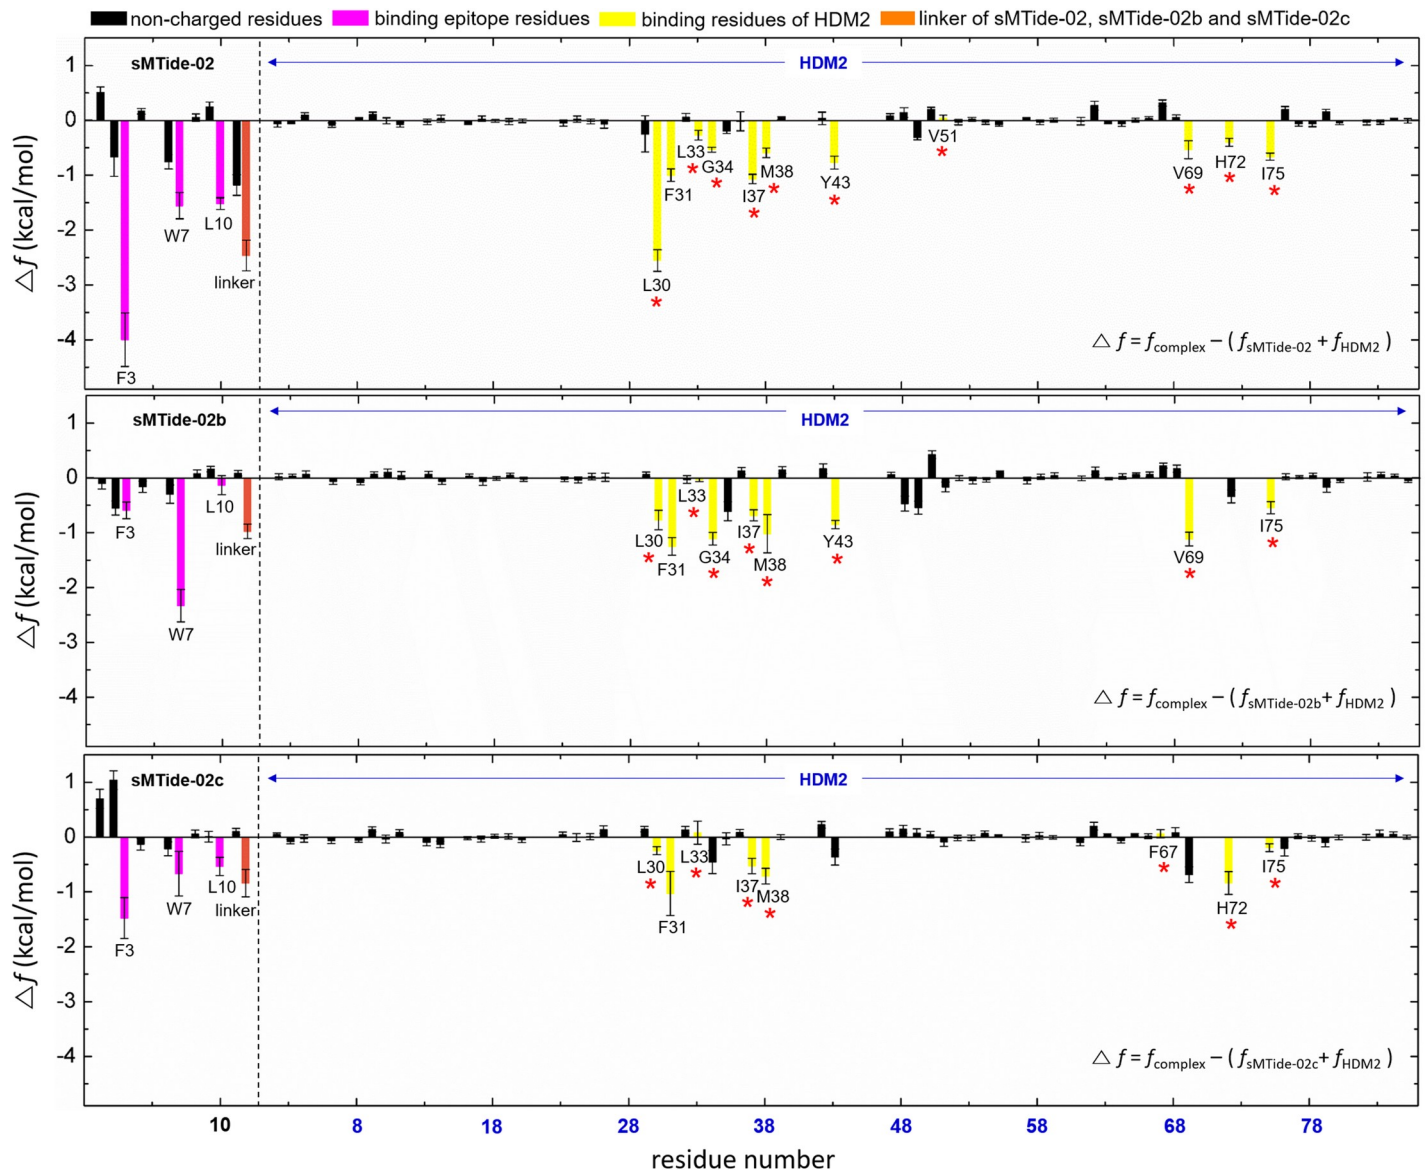 non-charged residues binding epitope residues binding residues of HDM2 linker of sMTide-02, sMTide-02b and sMTide-02c
sMTide-02 HDM2
△f (kcal/mol)
1
0
-1
-2
-3
-4
F3 W7 L10 linker
L30 * F31 L33 * G34 * I37 * M38 * Y43 * V51 * V69 * H72 * I75 *
△ f = fcomplex − ( fsMTide-02 + fHDM2 )
sMTide-02b HDM2
△f (kcal/mol)
1
0
-1
-2
-3
-4
F3 W7 L10 linker
L30 * F31 L33 * G34 * I37 * M38 * Y43 * V69 * I75 *
△ f = fcomplex − ( fsMTide-02b+ fHDM2 )
sMTide-02c HDM2
△f (kcal/mol)
1
0
-1
-2
-3
-4
F3 W7 L10 linker
L30 * F31 L33 * I37 * M38 * F67 * H72 * I75 *
△ f = fcomplex − ( fsMTide-02c+ fHDM2 )
10 8 18 28 38 48 58 68 78
residue number